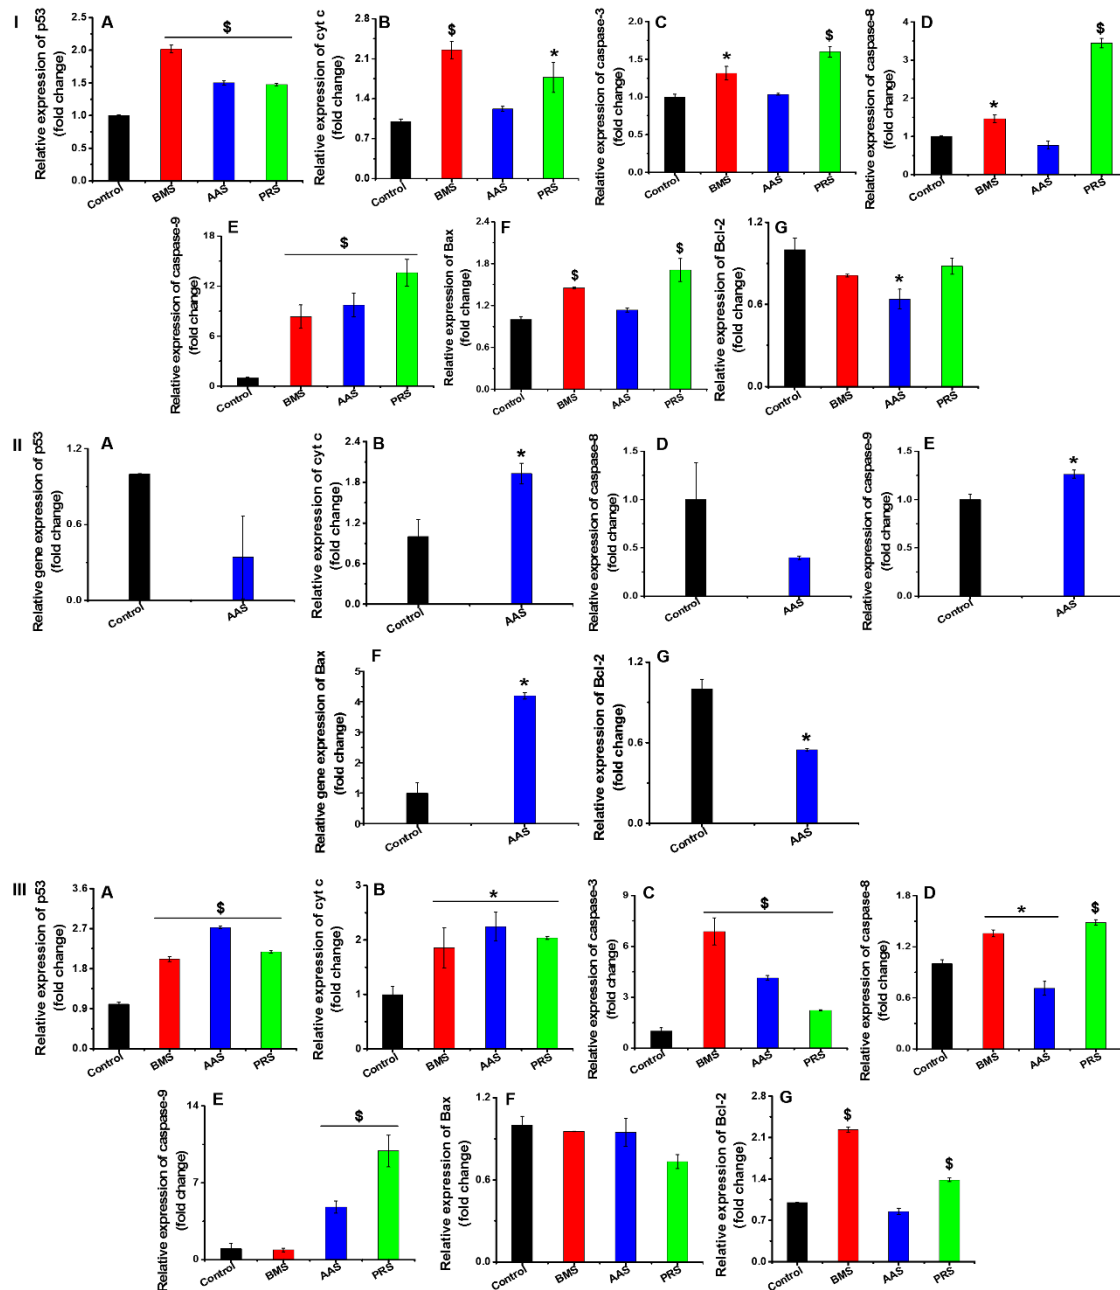 I
A
Relative expression of p53
(fold change)
2.5
2.0
1.5
1.0
0.5
0.0
$
Control
BMS
AAS
PRS
B
Relative expression of cyt c
(fold change)
2.8
2.1
1.4
0.7
0.0
$
*
Control
BMS
AAS
PRS
C
Relative expression of caspase-3
(fold change)
2.0
1.5
1.0
0.5
0.0
*
$
Control
BMS
AAS
PRS
D
Relative expression of caspase-8
(fold change)
4
3
2
1
0
*
$
Control
BMS
AAS
PRS
E
Relative expression of caspase-9
(fold change)
18
12
6
0
$
Control
BMS
AAS
PRS
F
Relative expression of Bax
(fold change)
2.4
1.8
1.2
0.6
0.0
$
$
Control
BMS
AAS
PRS
G
Relative expression of Bcl-2
(fold change)
1.2
0.9
0.6
0.3
0.0
*
Control
BMS
AAS
PRS
II
A
Relative gene expression of p53
(fold change)
1.2
0.6
0.0
Control
AAS
B
Relative expression of cyt c
(fold change)
2.4
1.8
1.2
0.6
0.0
*
Control
AAS
D
Relative expression of caspase-8
(fold change)
1.5
1.0
0.5
0.0
Control
AAS
E
Relative expression of caspase-9
(fold change)
1.5
1.0
0.5
0.0
*
Control
AAS
F
Relative gene expression of Bax
(fold change)
5
4
2
1
0
*
Control
AAS
G
Relative expression of Bcl-2
(fold change)
1.2
0.6
0.0
*
Control
AAS
III
A
Relative expression of p53
(fold change)
3.6
2.7
1.8
0.9
0.0
$
Control
BMS
AAS
PRS
B
Relative expression of cyt c
(fold change)
3
2
1
0
*
Control
BMS
AAS
PRS
C
Relative expression of caspase-3
(fold change)
9
6
3
0
$
Control
BMS
AAS
PRS
D
Relative expression of caspase-8
(fold change)
1.8
1.2
0.6
0.0
*
$
Control
BMS
AAS
PRS
E
Relative expression of caspase-9
(fold change)
14
7
0
$
Control
BMS
AAS
PRS
F
Relative expression of Bax
(fold change)
1.2
0.6
0.0
Control
BMS
AAS
PRS
G
Relative expression of Bcl-2
(fold change)
2.8
2.1
1.4
0.7
0.0
$
$
Control
BMS
AAS
PRS